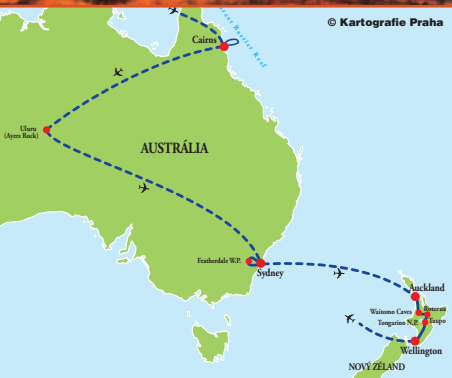 © Kartografie Praha
Cairns
Great Barrier Reef
Uluru
(Ayers Rock)
AUSTRÁLIA
Featherdale W.P.
Sydney
Auckland
Waitomo Caves
Rotorua
Tongariro N.P.
Taupo
Wellington
NOVÝ ZÉLAND